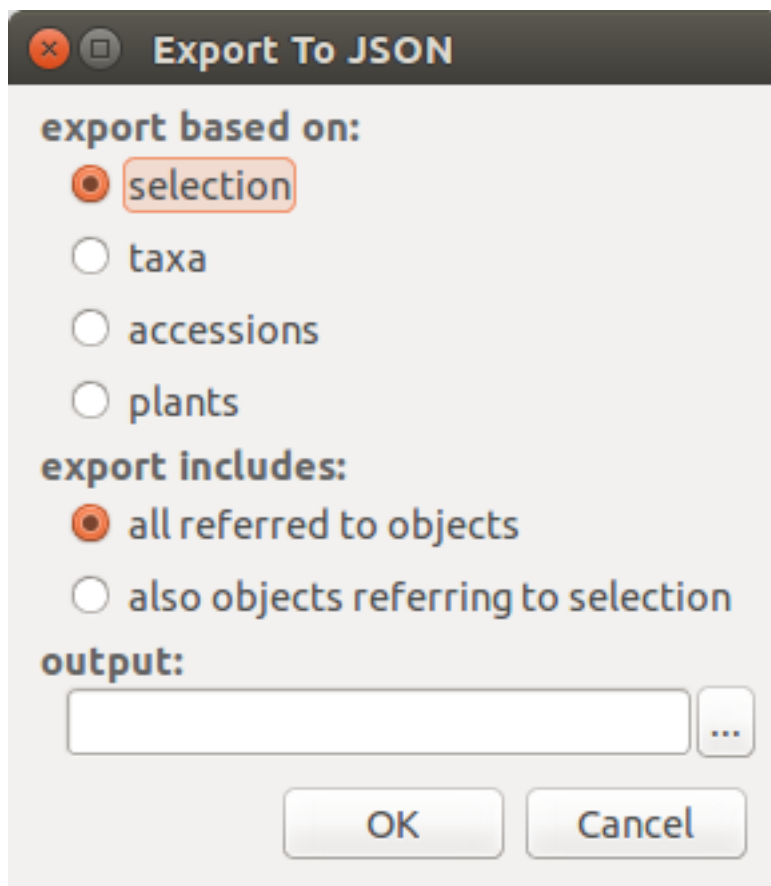 Export To JSON
export based on:
selection
taxa
accessions
plants
export includes:
all referred to objects
also objects referring to selection
output:
...
OK Cancel